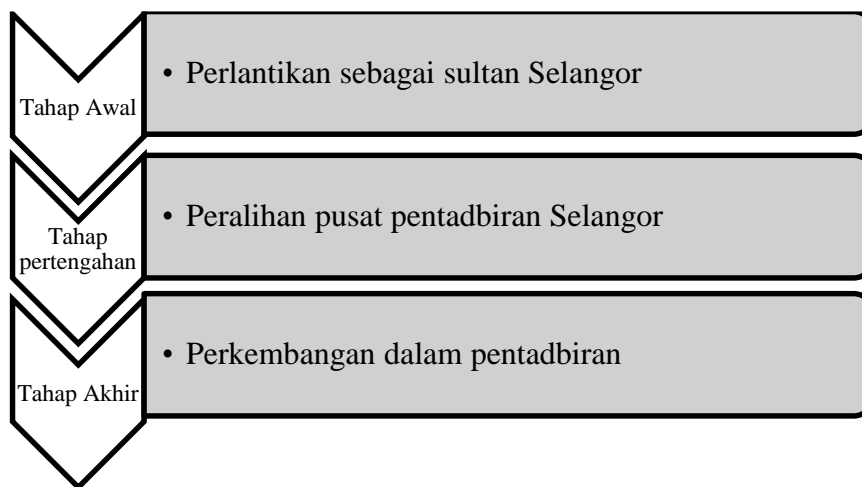 Tahap Awal
• Perlantikan sebagai sultan Selangor
Tahap
pertengahan
• Peralihan pusat pentadbiran Selangor
Tahap Akhir
• Perkembangan dalam pentadbiran